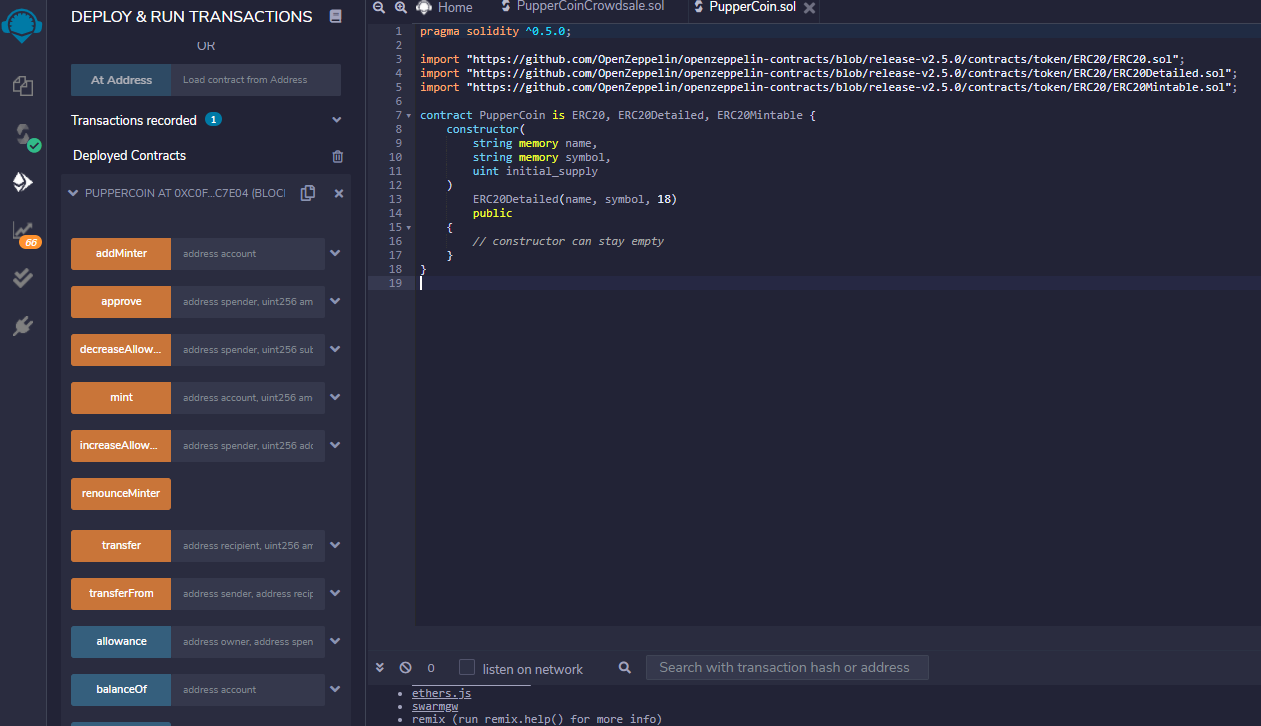 DEPLOY & RUN TRANSACTIONS
OR
At Address
Load contract from Address
Transactions recorded 1
Deployed Contracts
PUPPERCOIN AT 0XC0F...C7E04 (BLOCI
66
addMinter
address account
approve
address spender, uint256 am
decreaseAllow...
address spender, uint256 sub
mint
address account, uint256 am
increaseAllow...
address spender, uint256 adc
renounceMinter
transfer
address recipient, uint256 am
transferFrom
address sender, address recip
allowance
address owner, address spen
balanceOf
address account
Home
PupperCoinCrowdsale.sol
PupperCoin.sol
1 pragma solidity ^0.5.0;
2
3 import "https://github.com/OpenZeppelin/openzeppelin-contracts/blob/release-v2.5.0/contracts/token/ERC20/ERC20.sol";
4 import "https://github.com/OpenZeppelin/openzeppelin-contracts/blob/release-v2.5.0/contracts/token/ERC20/ERC20Detailed.sol";
5 import "https://github.com/OpenZeppelin/openzeppelin-contracts/blob/release-v2.5.0/contracts/token/ERC20/ERC20Mintable.sol";
6
7 contract PupperCoin is ERC20, ERC20Detailed, ERC20Mintable {
8 constructor(
9 string memory name,
10 string memory symbol,
11 uint initial_supply
12 )
13 ERC20Detailed(name, symbol, 18)
14 public
15 {
16 // constructor can stay empty
17 }
18 }
19
0
listen on network
Search with transaction hash or address
ethers.js
swarmgw
remix (run remix.help() for more info)